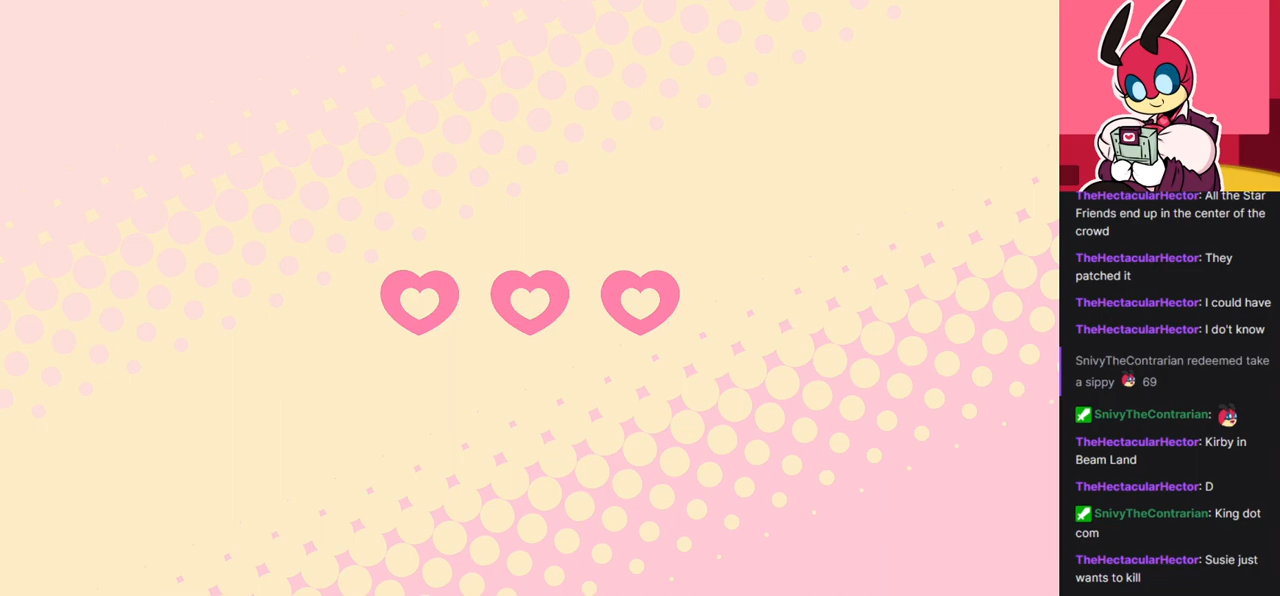 TheHectacularHector: All the Star
Friends end up in the center of the
crowd
TheHectacularHector: They
patched it
TheHectacularHector: I could have
TheHectacularHector: I do't know
SnivyTheContrarian redeemed take
a sippy 69
SnivyTheContrarian:
TheHectacularHector: Kirby in
Beam Land
TheHectacularHector: D
SnivyTheContrarian: King dot
com
TheHectacularHector: Susie just
wants to kill